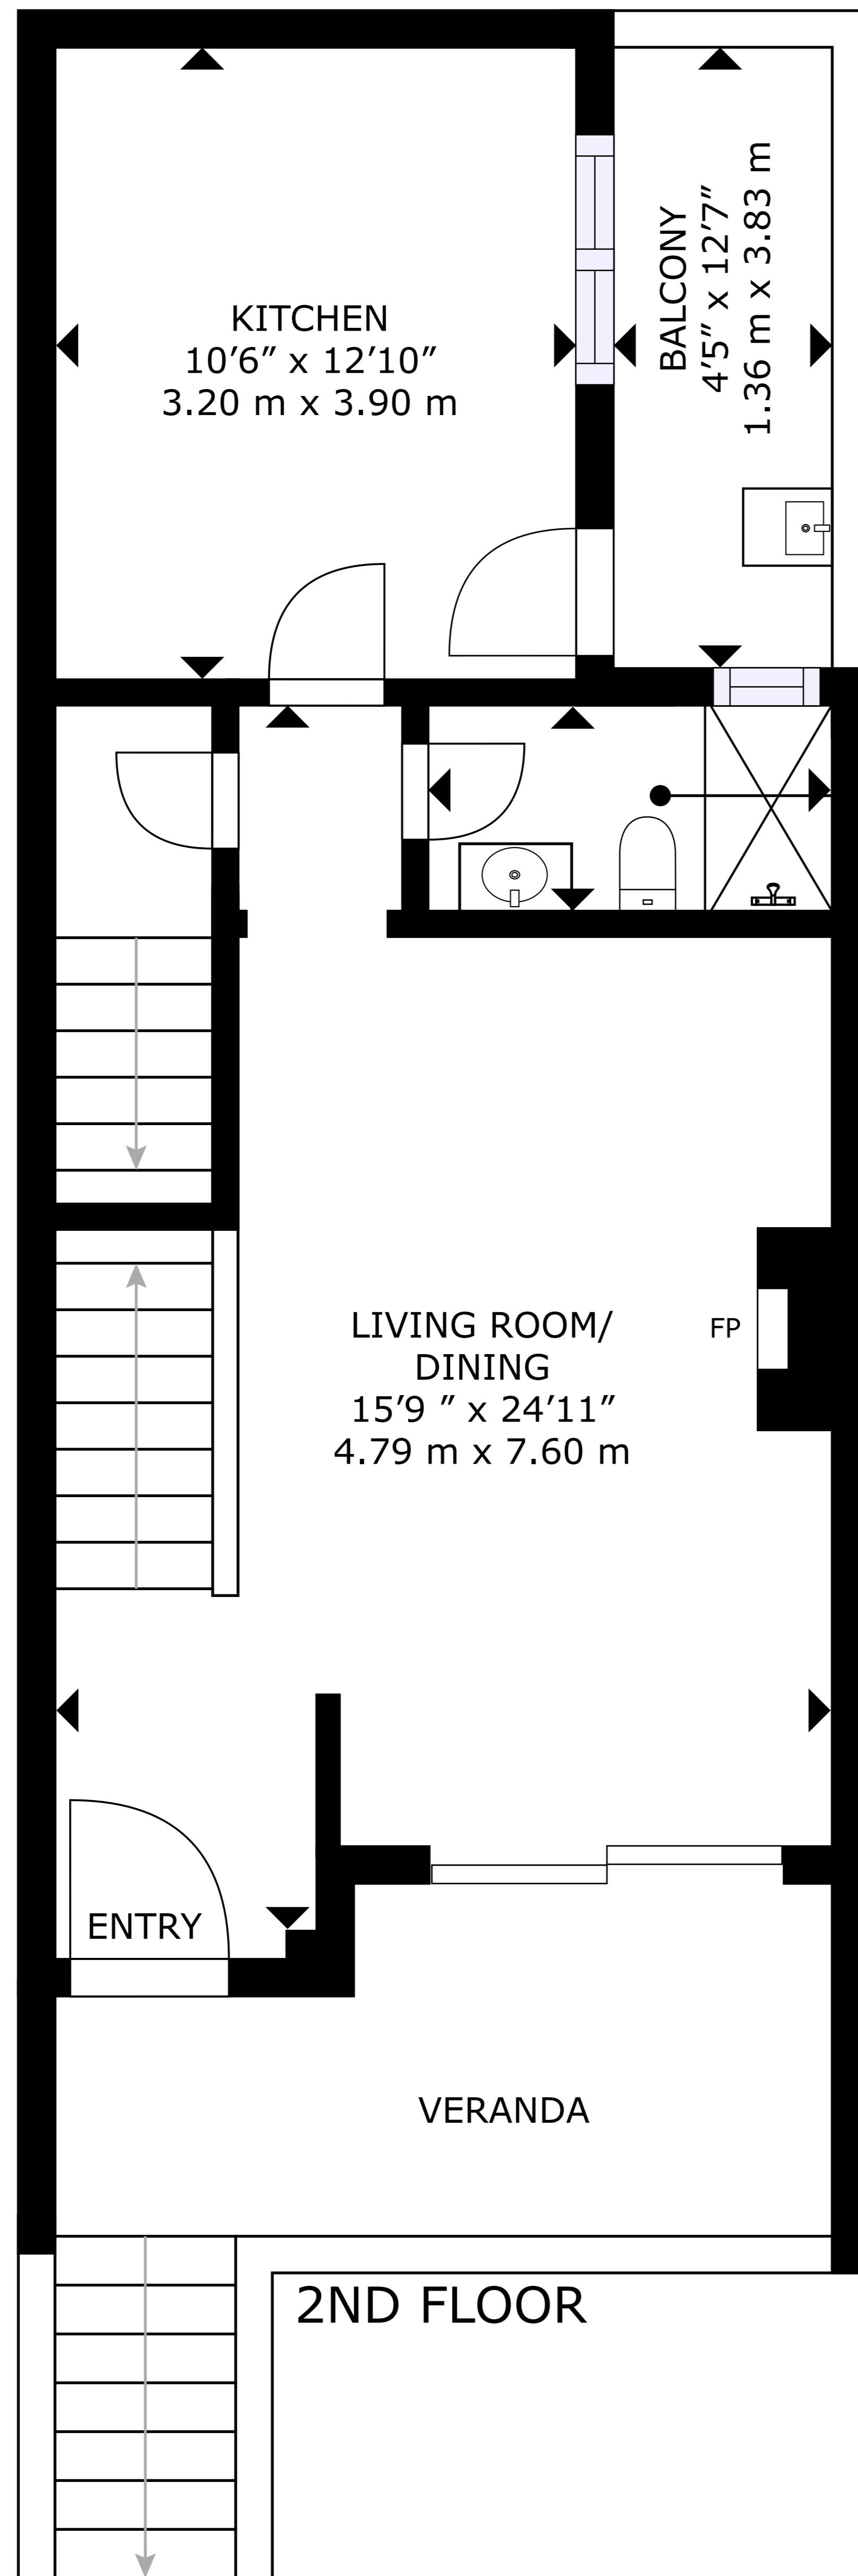 KITCHEN
10′6″ x 12′10″
3.20 m x 3.90 m
BALCONY
4′5″ x 12′7″
1.36 m x 3.83 m
LIVING ROOM/
DINING
15′9 ″ x 24′11″
4.79 m x 7.60 m
FP
ENTRY
VERANDA
2ND FLOOR